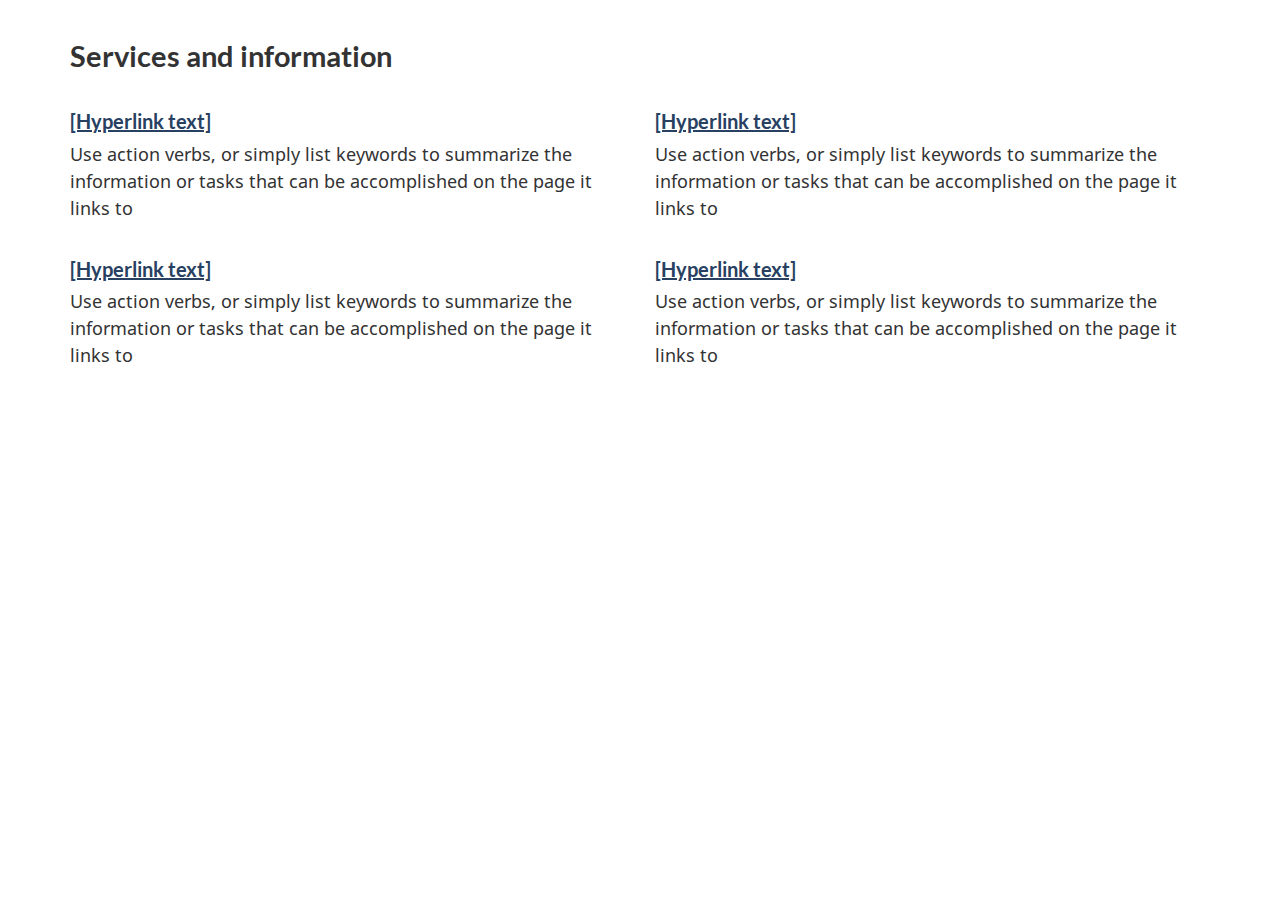 Services and information
[Hyperlink text]
Use action verbs, or simply list keywords to summarize the
information or tasks that can be accomplished on the page it
links to
[Hyperlink text]
Use action verbs, or simply list keywords to summarize the
information or tasks that can be accomplished on the page it
links to
[Hyperlink text]
Use action verbs, or simply list keywords to summarize the
information or tasks that can be accomplished on the page it
links to
[Hyperlink text]
Use action verbs, or simply list keywords to summarize the
information or tasks that can be accomplished on the page it
links to